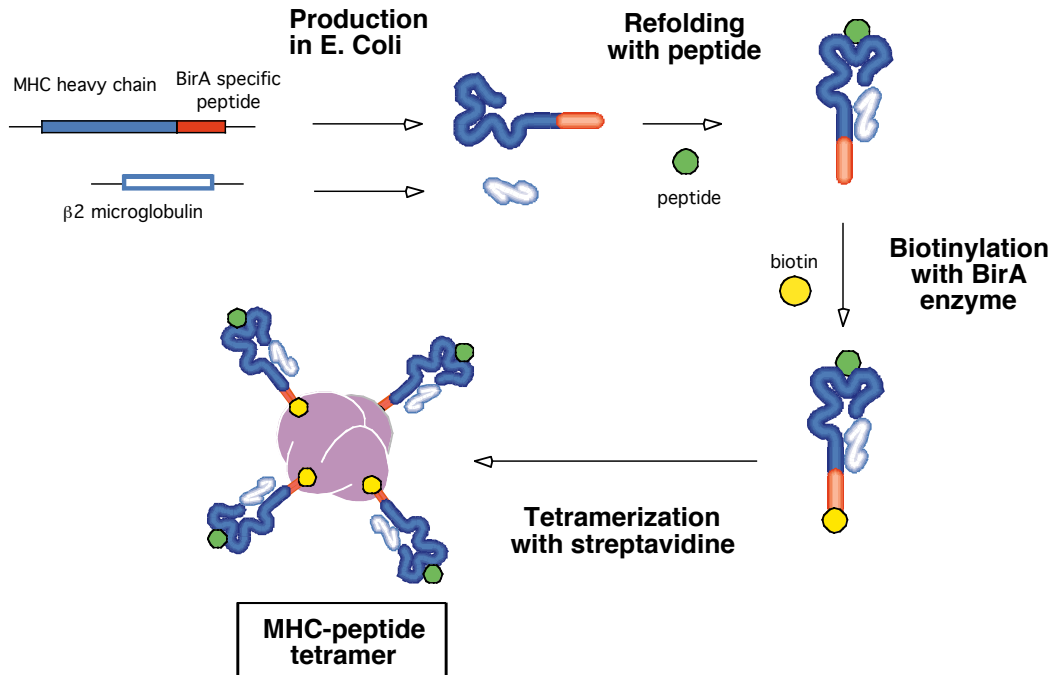 Production
in E. Coli
Refolding
with peptide
MHC heavy chain
BirA specific
peptide
peptide
β2 microglobulin
Biotinylation
with BirA
enzyme
biotin
Tetramerization
with streptavidine
MHC-peptide
tetramer